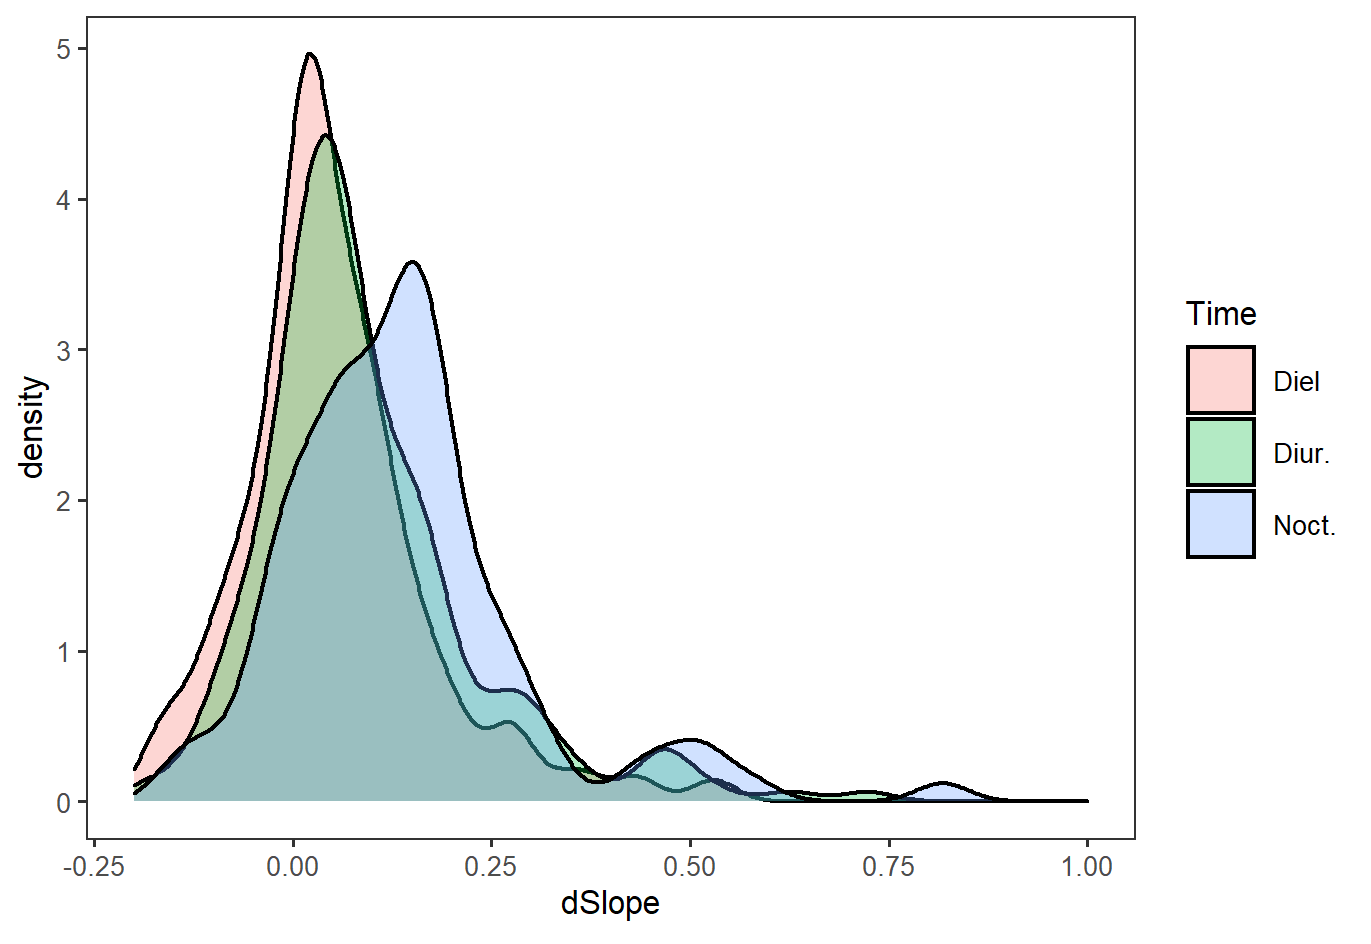 5
4
3
2
1
0
density
-0.25
0.00
0.25
0.50
0.75
1.00
dSlope
Time
Diel
Diur.
Noct.